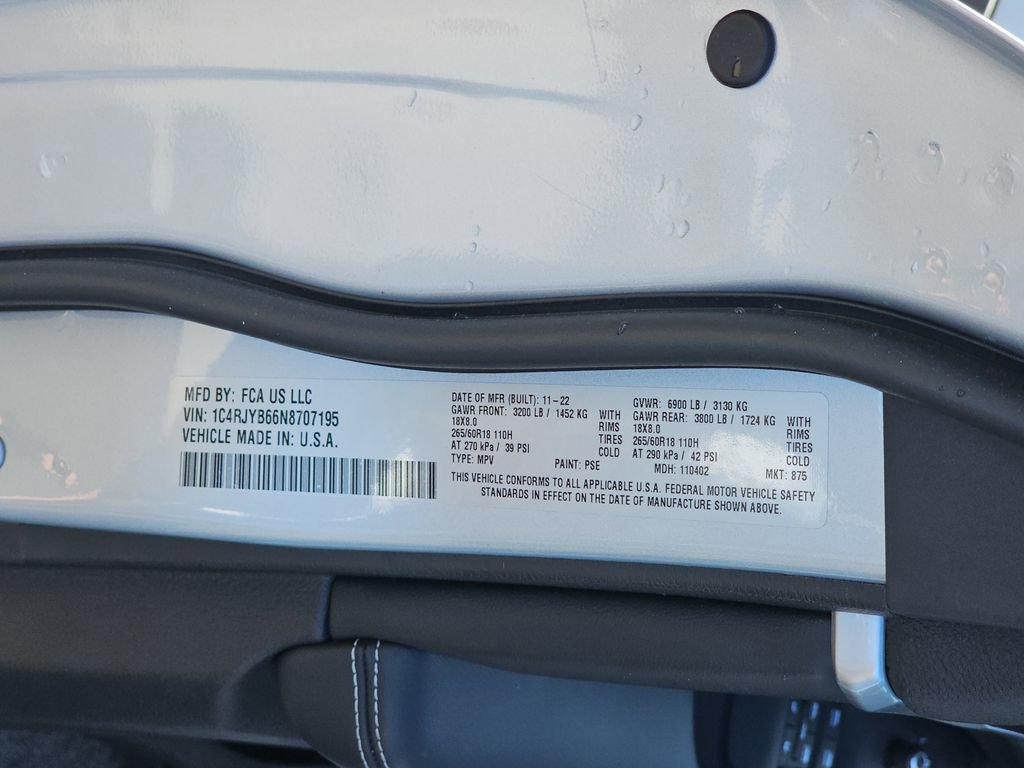 MFD BY: FCA US LLC
VIN: 1C4RJYB66N8707195
VEHICLE MADE IN: U.S.A.
DATE OF MFR (BUILT): 11-22
GAWR FRONT: 3200 LB / 1452 KG WITH
18X8.0 RIMS
265/60R18 110H TIRES
AT 270 kPa / 39 PSI COLD
TYPE: MPV PAINT: PSE
GVWR: 6900 LB / 3130 KG
GAWR REAR: 3800 LB / 1724 KG WITH
18X8.0 RIMS
265/60R18 110H TIRES
AT 290 kPa / 42 PSI COLD
MDH: 110402 MKT: 875
THIS VEHICLE CONFORMS TO ALL APPLICABLE U.S.A. FEDERAL MOTOR VEHICLE SAFETY
STANDARDS IN EFFECT ON THE DATE OF MANUFACTURE SHOWN ABOVE.